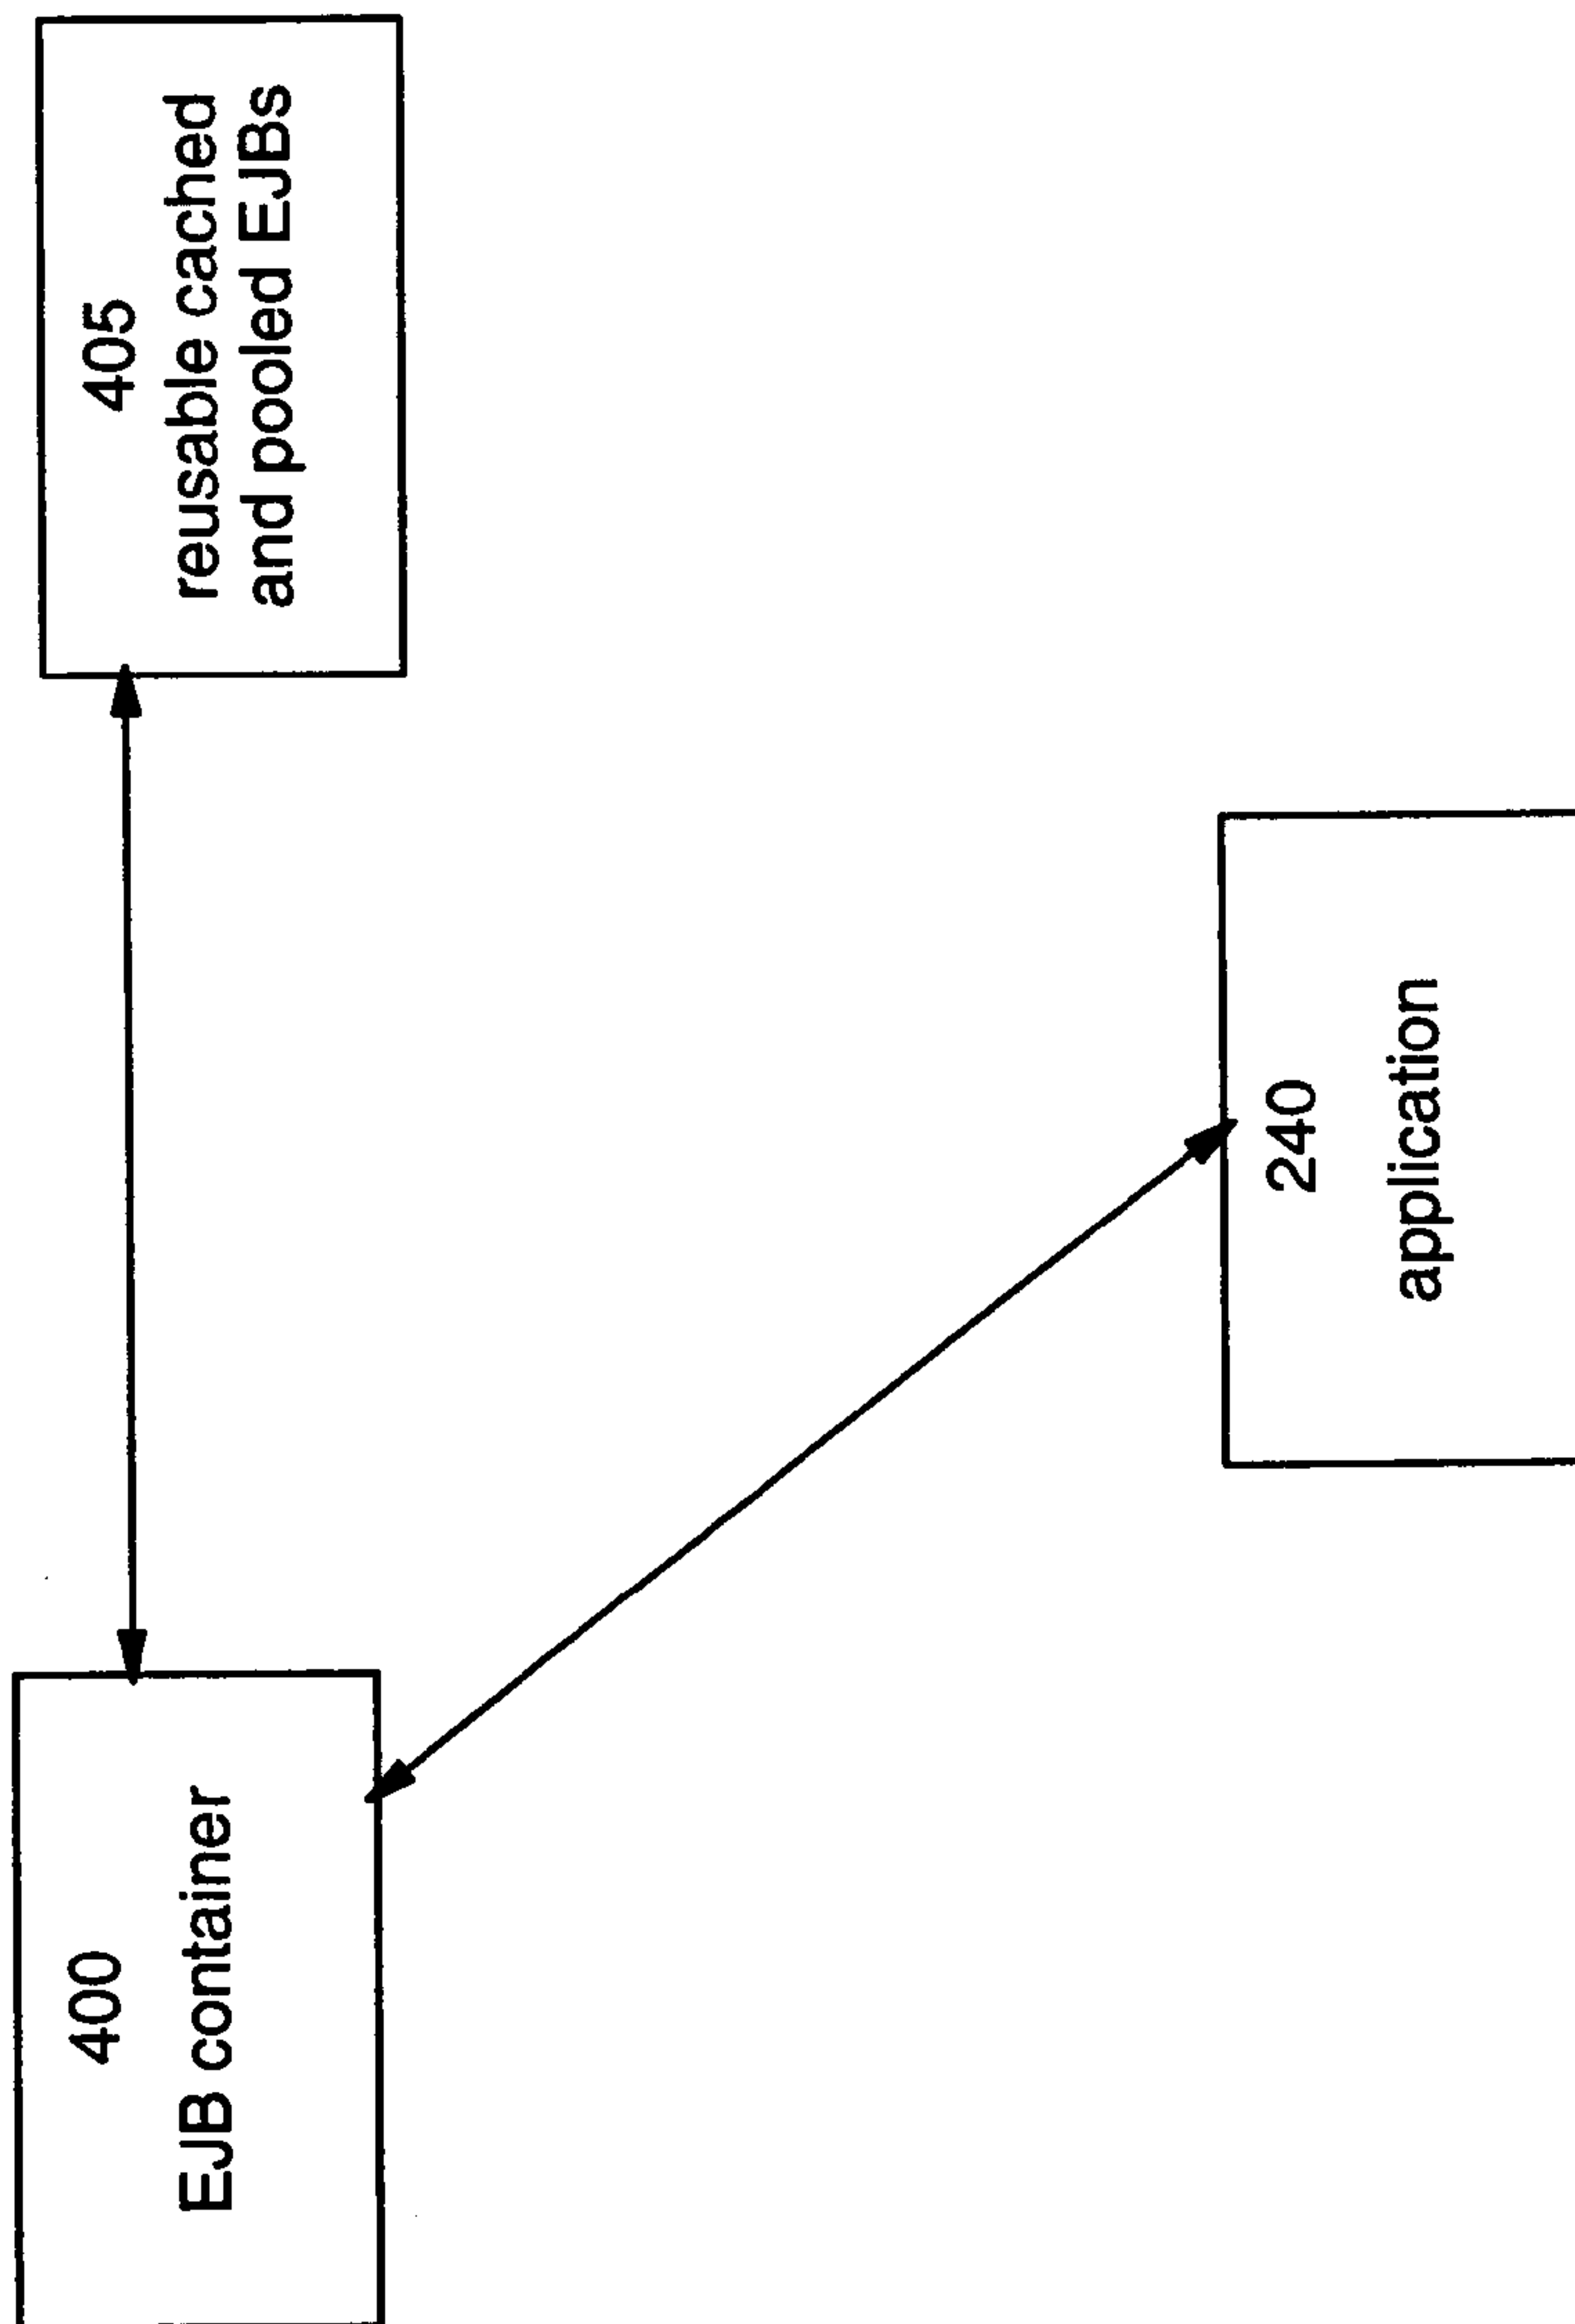 400
EJB container
405
reusable cached
and pooled EJBs
240
application